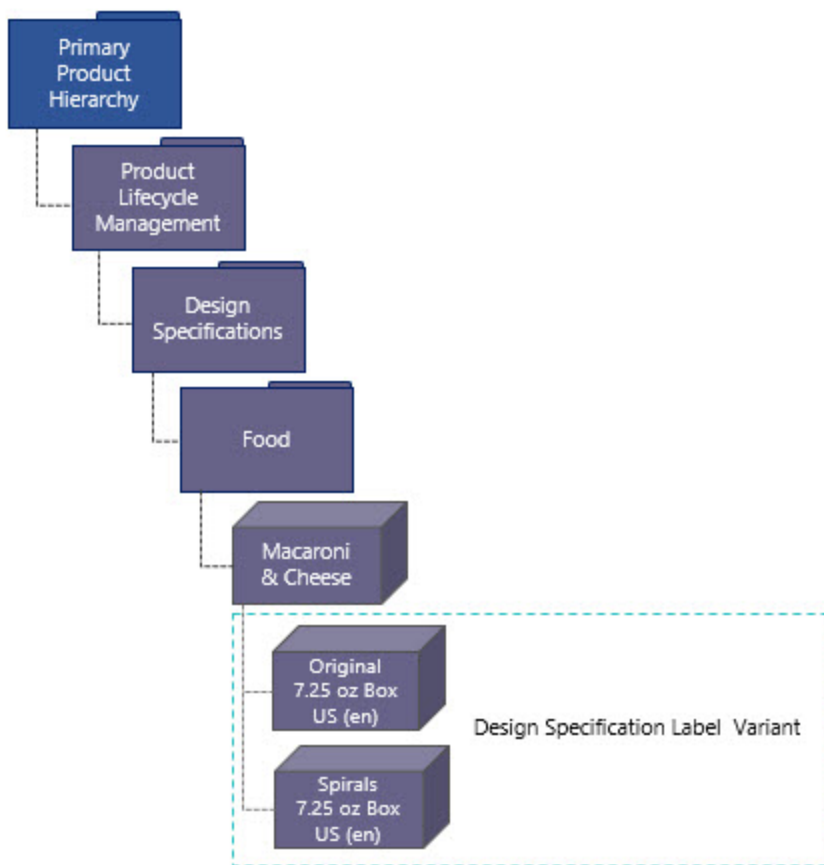 Primary
Product
Hierarchy
Product
Lifecycle
Management
Design
Specifications
Food
Macaroni
& Cheese
Original
7.25 oz Box
US (en)
Design Specification Label Variant
Spirals
7.25 oz Box
US (en)